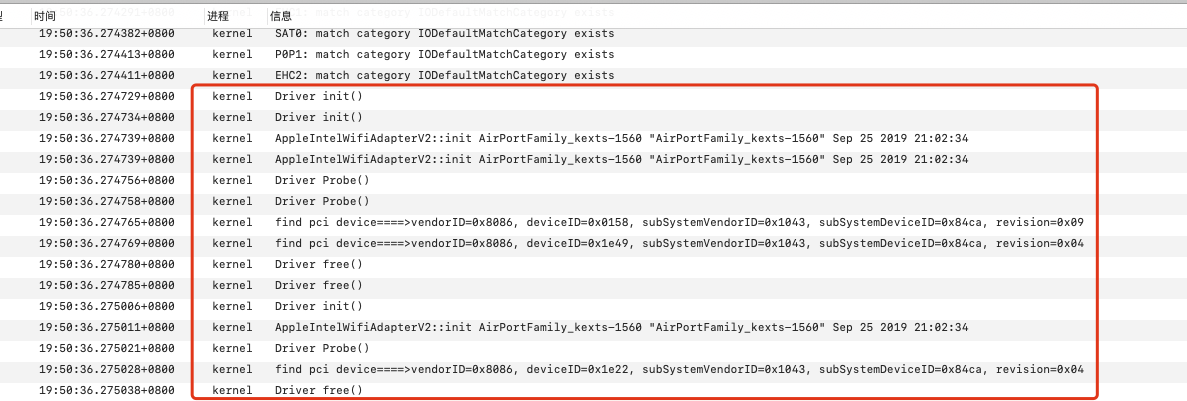 时间 进程 信息
19:50:36.274382+0800 kernel SAT0: match category IODefaultMatchCategory exists
19:50:36.274413+0800 kernel P0P1: match category IODefaultMatchCategory exists
19:50:36.274411+0800 kernel EHC2: match category IODefaultMatchCategory exists
19:50:36.274729+0800 kernel Driver init()
19:50:36.274734+0800 kernel Driver init()
19:50:36.274739+0800 kernel AppleIntelWifiAdapterV2::init AirPortFamily_kexts-1560 "AirPortFamily_kexts-1560" Sep 25 2019 21:02:34
19:50:36.274739+0800 kernel AppleIntelWifiAdapterV2::init AirPortFamily_kexts-1560 "AirPortFamily_kexts-1560" Sep 25 2019 21:02:34
19:50:36.274756+0800 kernel Driver Probe()
19:50:36.274758+0800 kernel Driver Probe()
19:50:36.274765+0800 kernel find pci device====>vendorID=0x8086, deviceID=0x0158, subSystemVendorID=0x1043, subSystemDeviceID=0x84ca, revision=0x09
19:50:36.274769+0800 kernel find pci device====>vendorID=0x8086, deviceID=0x1e49, subSystemVendorID=0x1043, subSystemDeviceID=0x84ca, revision=0x04
19:50:36.274780+0800 kernel Driver free()
19:50:36.274785+0800 kernel Driver free()
19:50:36.275006+0800 kernel Driver init()
19:50:36.275011+0800 kernel AppleIntelWifiAdapterV2::init AirPortFamily_kexts-1560 "AirPortFamily_kexts-1560" Sep 25 2019 21:02:34
19:50:36.275021+0800 kernel Driver Probe()
19:50:36.275028+0800 kernel find pci device====>vendorID=0x8086, deviceID=0x1e22, subSystemVendorID=0x1043, subSystemDeviceID=0x84ca, revision=0x04
19:50:36.275038+0800 kernel Driver free()